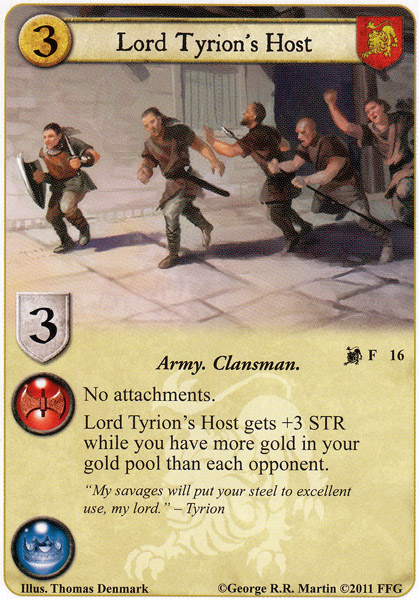 3
Lord Tyrion's Host
3
F 16
Army. Clansman.
No attachments.
Lord Tyrion's Host gets +3 STR
while you have more gold in your
gold pool than each opponent.
"My savages will put your steel to excellent
use, my lord." – Tyrion
Illus. Thomas Denmark ©George R.R. Martin ©2011 FFG